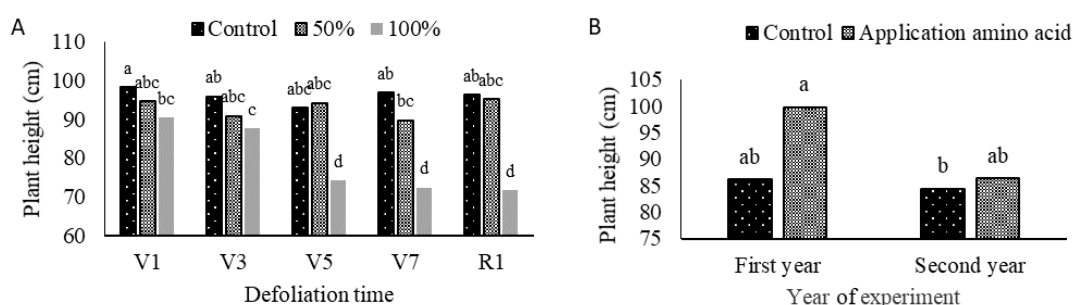 A
Control 50% 100%
Plant height (cm)
110
100
90
80
70
60
a abc bc ab abc c abc abc d ab bc d ab abc d
V1 V3 V5 V7 R1
Defoliation time
B
Control Application amino acid
Plant height (cm)
105
100
95
90
85
80
75
ab a b ab
First year Second year
Year of experiment